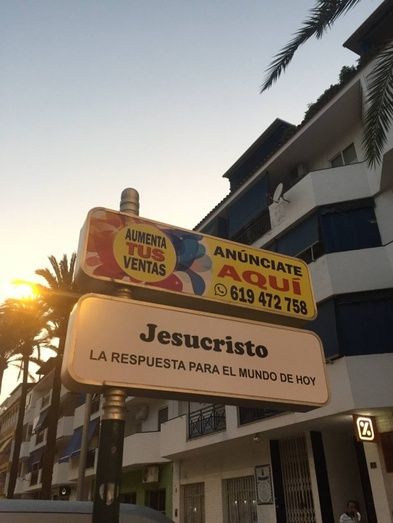 AUMENTA
TUS
VENTAS
ANÚNCIATE
AQUÍ
619 472 758
Jesucristo
LA RESPUESTA PARA EL MUNDO DE HOY